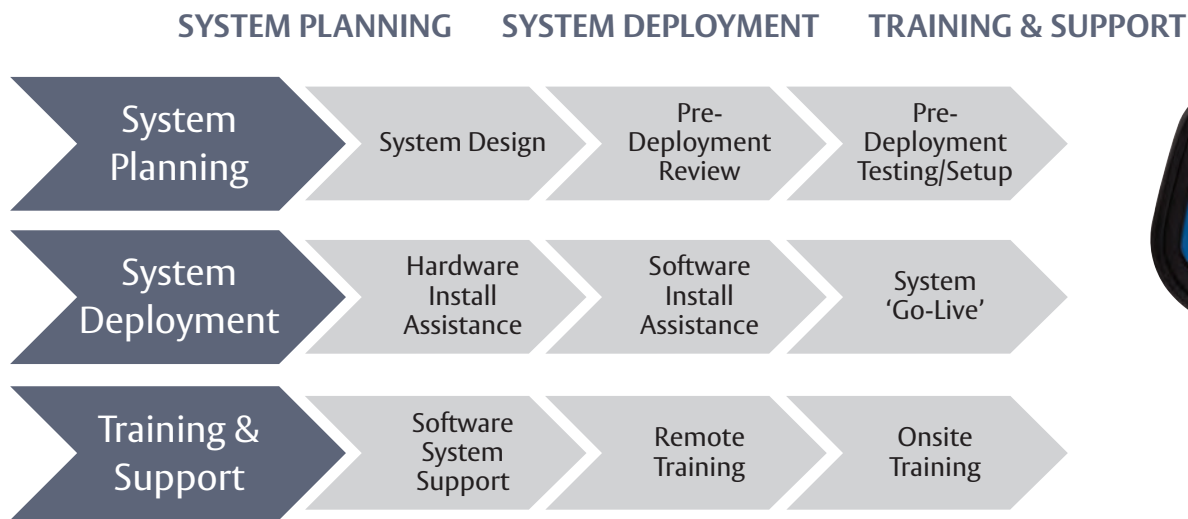 SYSTEM PLANNING SYSTEM DEPLOYMENT TRAINING & SUPPORT
System
Planning
System Design
Pre-
Deployment
Review
Pre-
Deployment
Testing/Setup
System
Deployment
Hardware
Install
Assistance
Software
Install
Assistance
System
‘Go-Live’
Training &
Support
Software
System
Support
Remote
Training
Onsite
Training